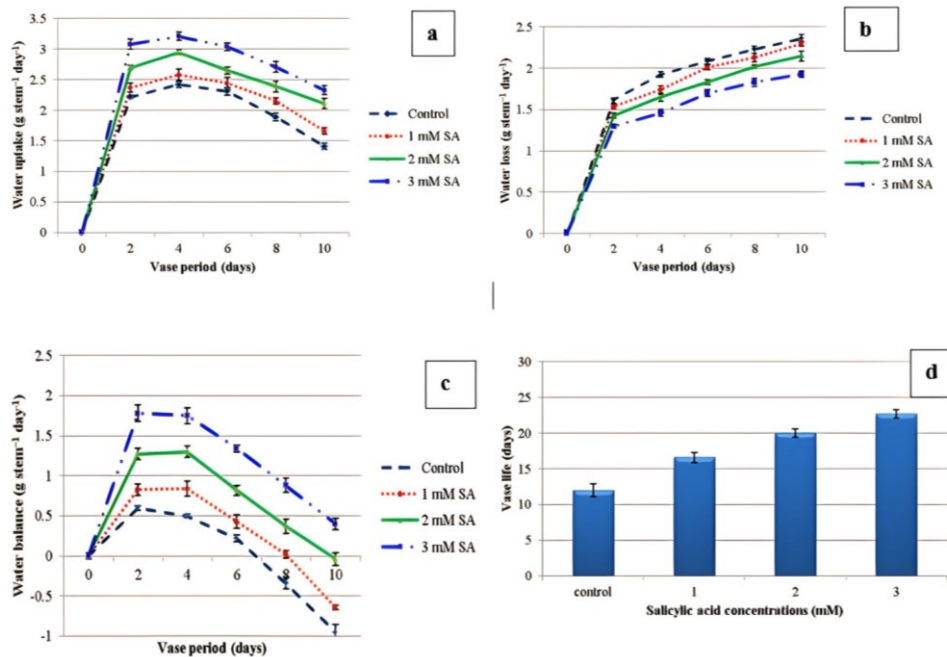 a
Water uptake (g stem⁻¹ day⁻¹)
3.5
3
2.5
2
1.5
1
0.5
0
0 2 4 6 8 10
Vase period (days)
Control
1 mM SA
2 mM SA
3 mM SA
b
Water loss (g stem⁻¹ day⁻¹)
2.5
2
1.5
1
0.5
0
0 2 4 6 8 10
Vase period (days)
Control
1 mM SA
2 mM SA
3 mM SA
c
Water balance (g stem⁻¹ day⁻¹)
2.5
2
1.5
1
0.5
0
-0.5
-1
0 2 4 6 8 10
Vase period (days)
Control
1 mM SA
2 mM SA
3 mM SA
d
Vase life (days)
30
25
20
15
10
5
0
control 1 2 3
Salicylic acid concentrations (mM)